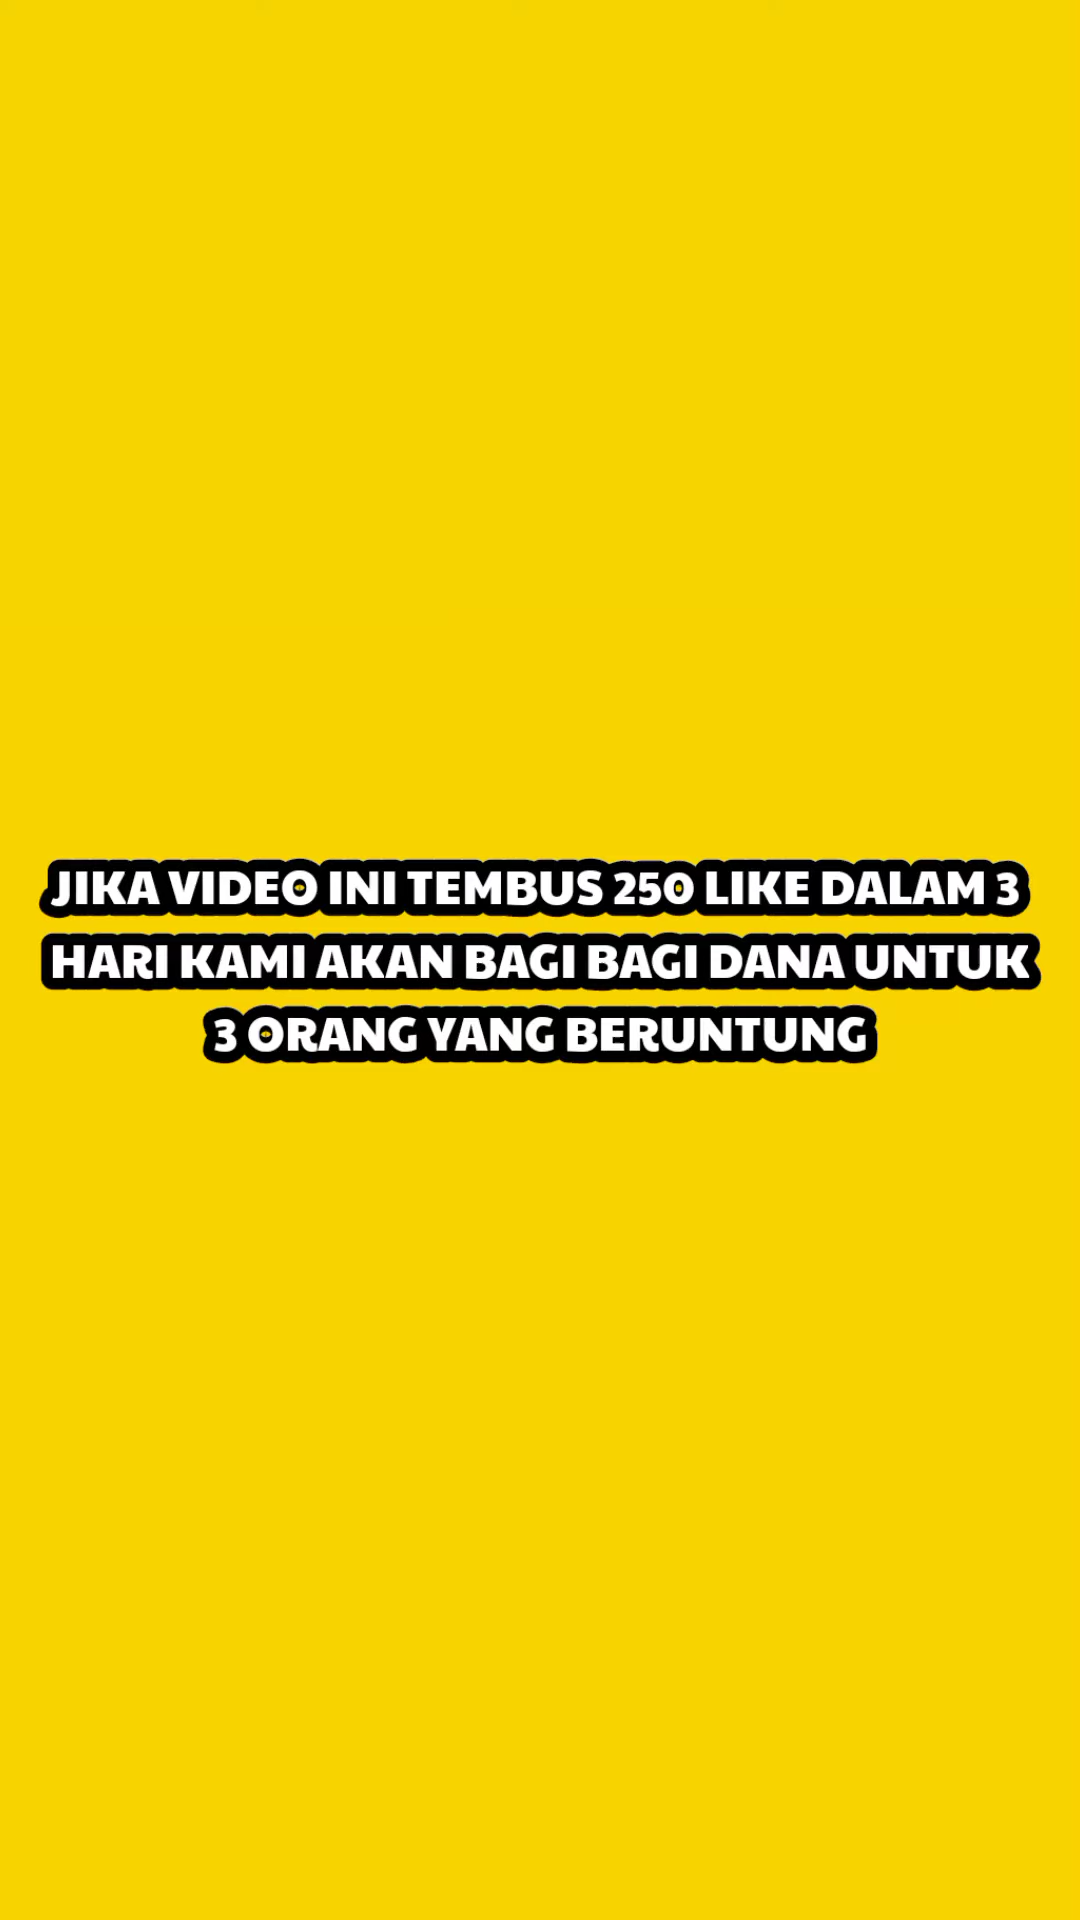 JIKA VIDEO INI TEMBUS 250 LIKE DALAM 3
HARI KAMI AKAN BAGI BAGI DANA UNTUK
3 ORANG YANG BERUNTUNG